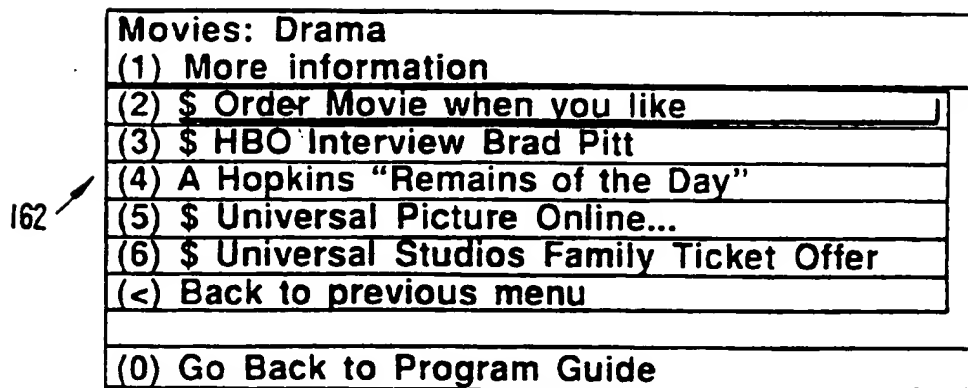 Movies: Drama
(1) More information
(2) $ Order Movie when you like
(3) $ HBO Interview Brad Pitt
(4) A Hopkins “Remains of the Day”
(5) $ Universal Picture Online...
(6) $ Universal Studios Family Ticket Offer
(<) Back to previous menu
(0) Go Back to Program Guide
162